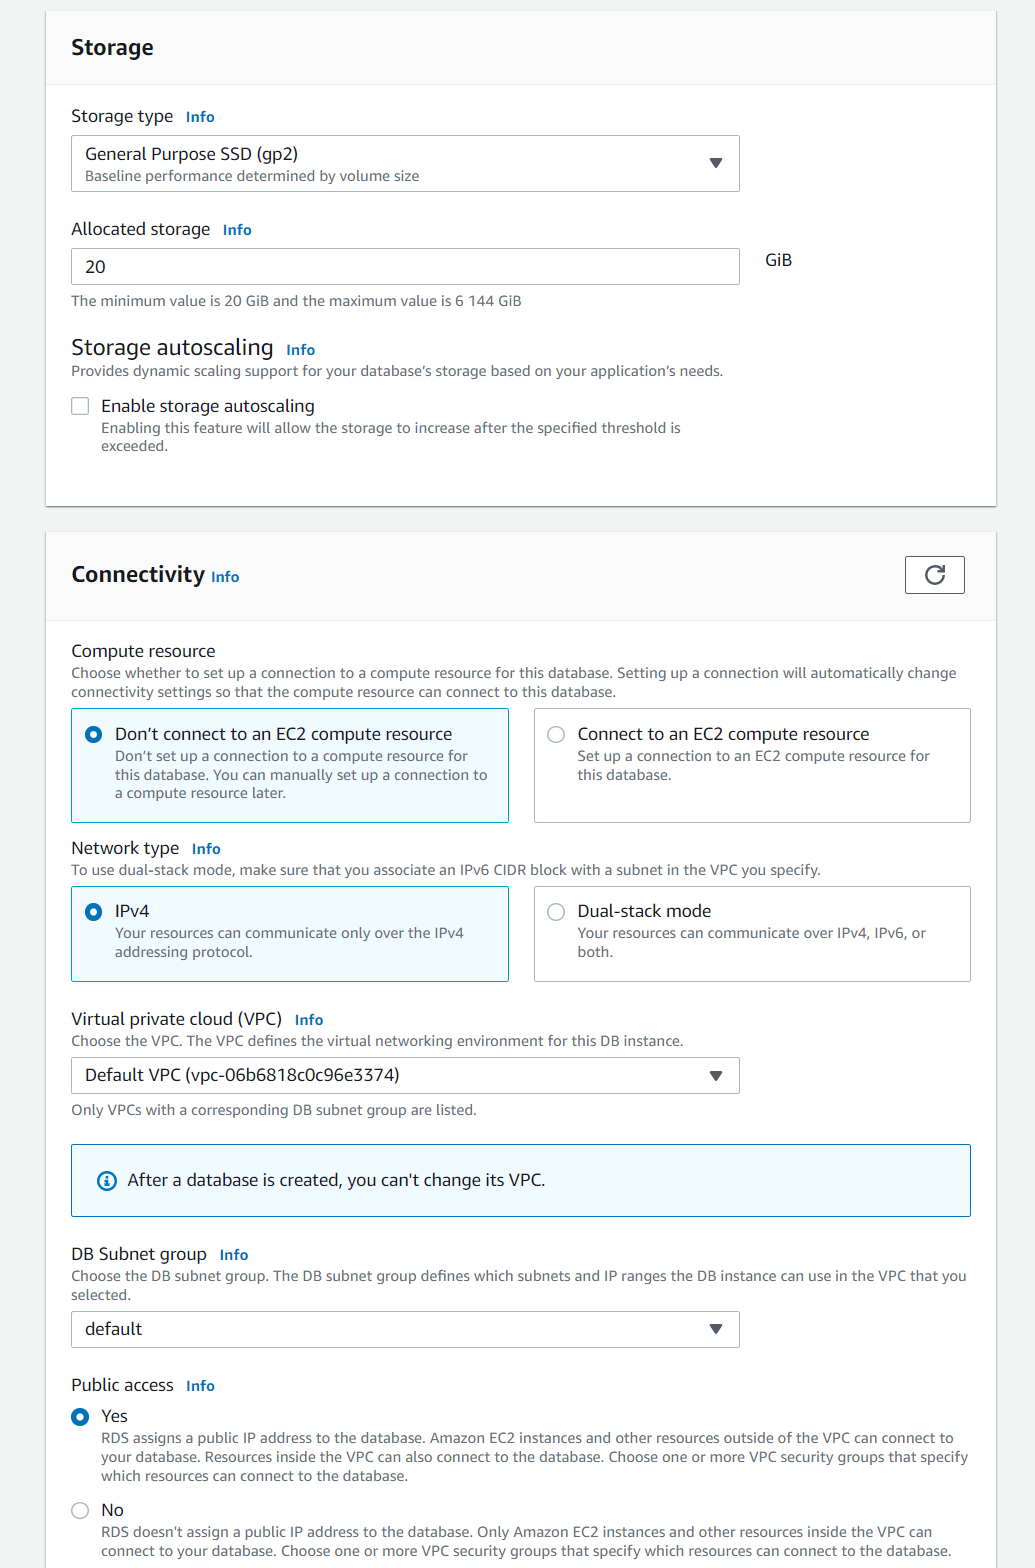 Storage
Storage type Info
General Purpose SSD (gp2)
Baseline performance determined by volume size
Allocated storage Info
20
GiB
The minimum value is 20 GiB and the maximum value is 6 144 GiB
Storage autoscaling Info
Provides dynamic scaling support for your database’s storage based on your application’s needs.
Enable storage autoscaling
Enabling this feature will allow the storage to increase after the specified threshold is
exceeded.
Connectivity Info
Compute resource
Choose whether to set up a connection to a compute resource for this database. Setting up a connection will automatically change
connectivity settings so that the compute resource can connect to this database.
Don’t connect to an EC2 compute resource
Don’t set up a connection to a compute resource for
this database. You can manually set up a connection to
a compute resource later.
Connect to an EC2 compute resource
Set up a connection to an EC2 compute resource for
this database.
Network type Info
To use dual-stack mode, make sure that you associate an IPv6 CIDR block with a subnet in the VPC you specify.
IPv4
Your resources can communicate only over the IPv4
addressing protocol.
Dual-stack mode
Your resources can communicate over IPv4, IPv6, or
both.
Virtual private cloud (VPC) Info
Choose the VPC. The VPC defines the virtual networking environment for this DB instance.
Default VPC (vpc-06b6818c0c96e3374)
Only VPCs with a corresponding DB subnet group are listed.
After a database is created, you can't change its VPC.
DB Subnet group Info
Choose the DB subnet group. The DB subnet group defines which subnets and IP ranges the DB instance can use in the VPC that you
selected.
default
Public access Info
Yes
RDS assigns a public IP address to the database. Amazon EC2 instances and other resources outside of the VPC can connect to
your database. Resources inside the VPC can also connect to the database. Choose one or more VPC security groups that specify
which resources can connect to the database.
No
RDS doesn't assign a public IP address to the database. Only Amazon EC2 instances and other resources inside the VPC can
connect to your database. Choose one or more VPC security groups that specify which resources can connect to the database.